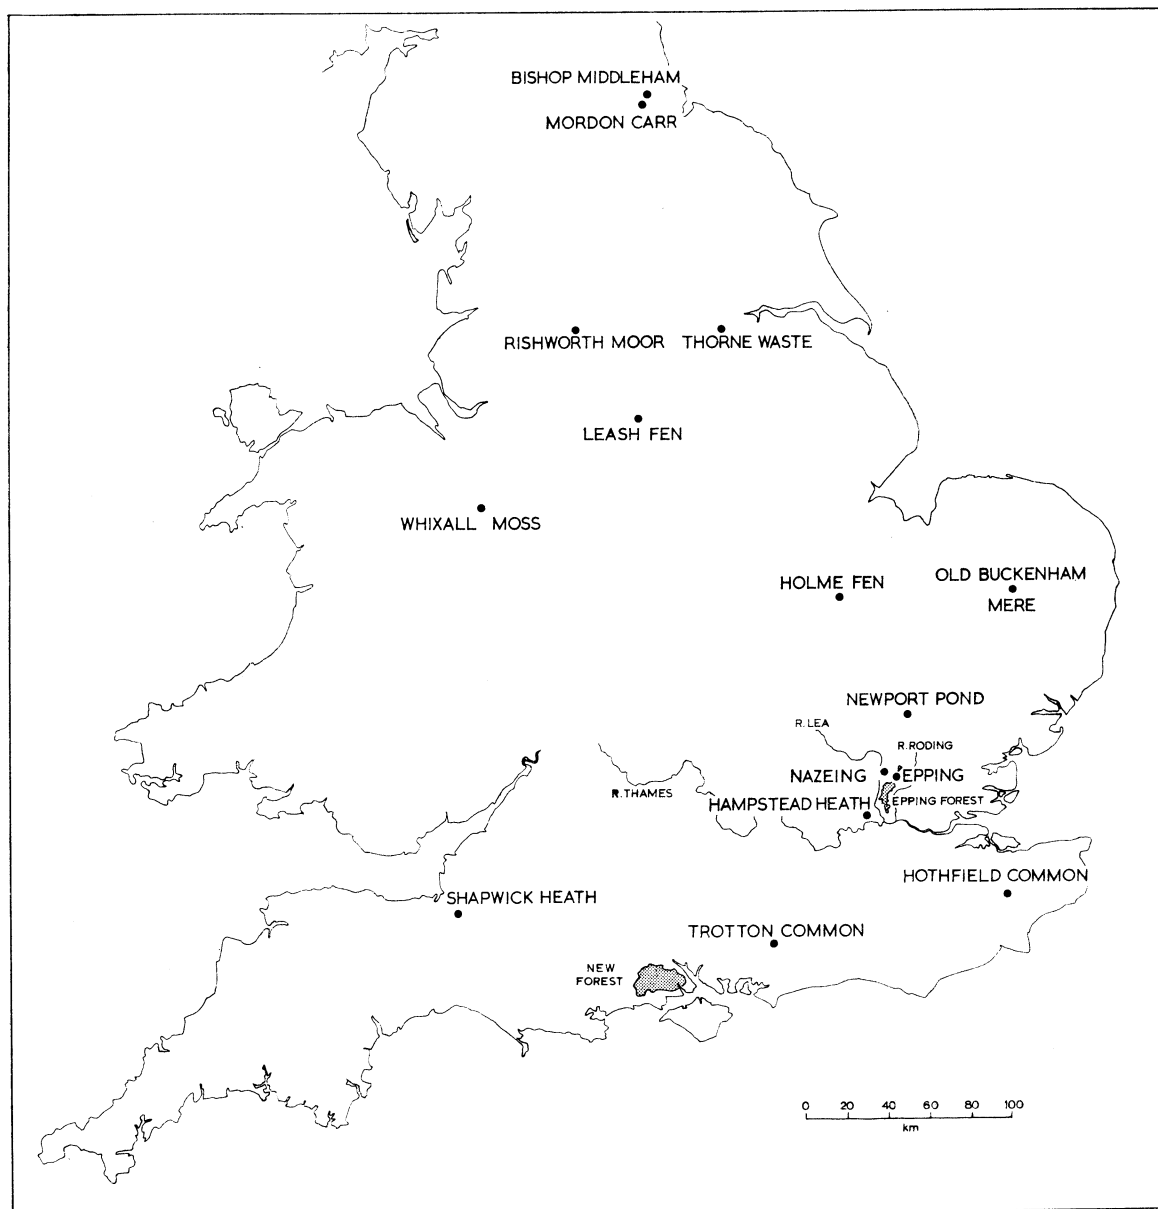 BISHOP MIDDLEHAM
MORDON CARR
RISHWORTH MOOR
THORNE WASTE
LEASH FEN
WHIXALL MOSS
HOLME FEN
OLD BUCKENHAM
MERE
NEWPORT POND
R. LEA
R. RODING
NAZEING
EPPING
R. THAMES
HAMPSTEAD HEATH
EPPING FOREST
HOTHFIELD COMMON
SHAPWICK HEATH
TROTTON COMMON
NEW
FOREST
0 20 40 60 80 100
km